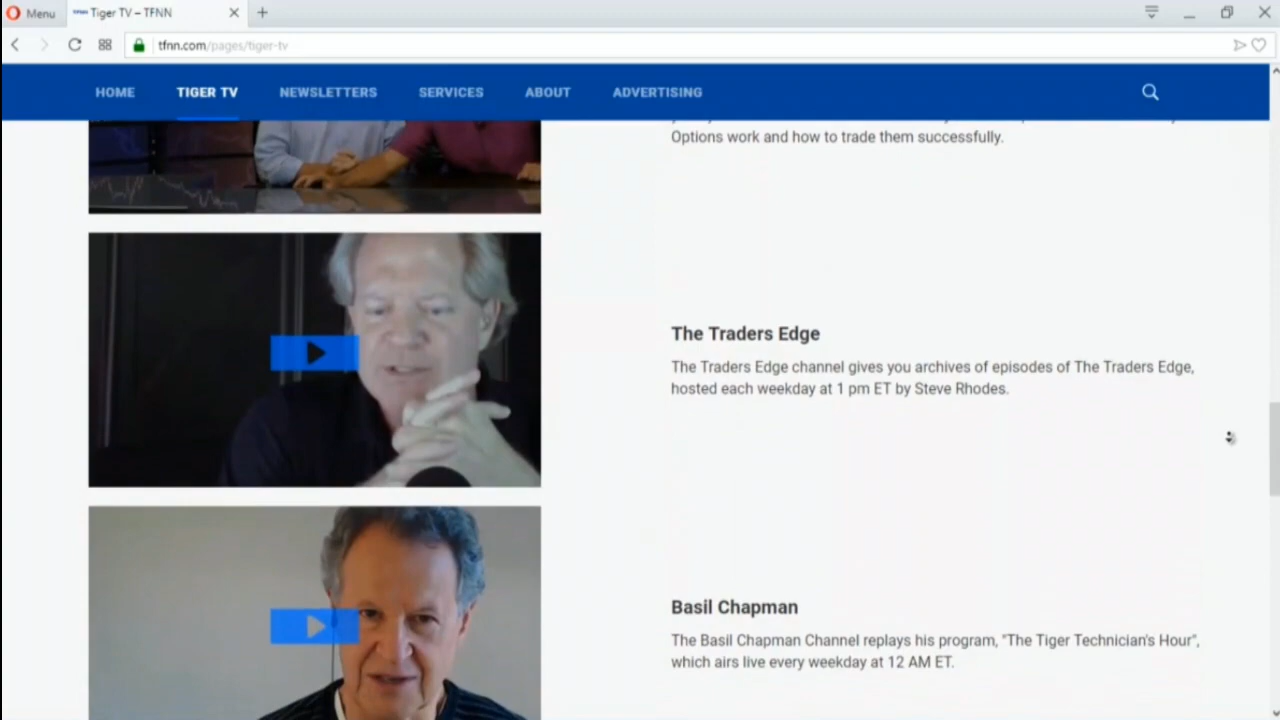 Menu
Tiger TV – TFNN
tfnn.com/pages/tiger-tv
HOME
TIGER TV
NEWSLETTERS
SERVICES
ABOUT
ADVERTISING
Options work and how to trade them successfully.
The Traders Edge
The Traders Edge channel gives you archives of episodes of The Traders Edge,
hosted each weekday at 1 pm ET by Steve Rhodes.
Basil Chapman
The Basil Chapman Channel replays his program, "The Tiger Technician's Hour",
which airs live every weekday at 12 AM ET.